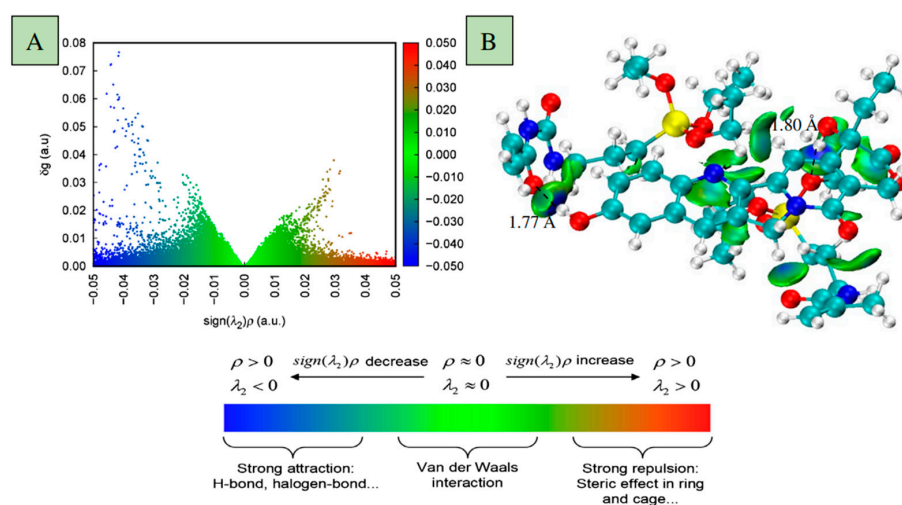 A
B
0.08
0.07
0.06
0.05
0.04
0.03
0.02
0.01
0.00
δg (a.u)
−0.05
−0.04
−0.03
−0.02
−0.01
0.00
0.01
0.02
0.03
0.04
0.05
sign(λ₂)ρ (a.u.)
0.050
0.040
0.030
0.020
0.010
0.000
−0.010
−0.020
−0.030
−0.040
−0.050
1.80 Å
1.77 Å
ρ > 0 sign(λ₂)ρ decrease ρ ≈ 0 sign(λ₂)ρ increase ρ > 0
λ₂ < 0 λ₂ ≈ 0 λ₂ > 0
Strong attraction: Van der Waals Strong repulsion:
H-bond, halogen-bond... interaction Steric effect in ring
and cage...